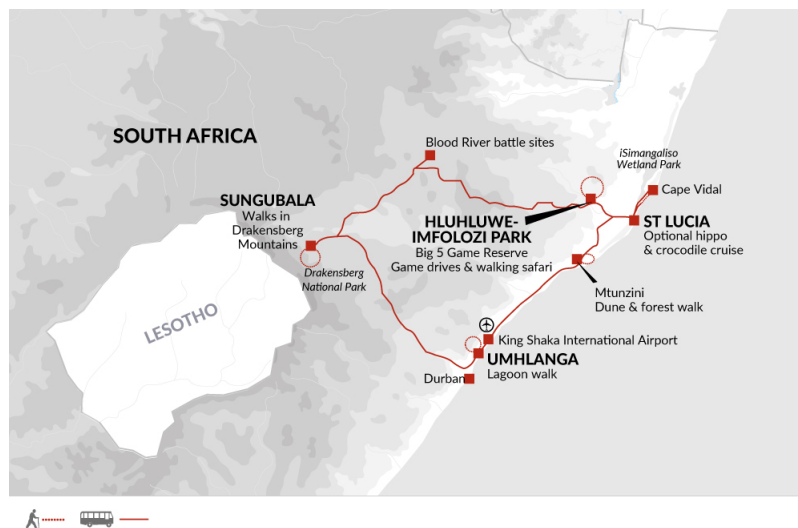 SOUTH AFRICA
Blood River battle sites
iSimangaliso
Wetland Park
Cape Vidal
SUNGUBALA
Walks in
Drakensberg
Mountains
HLUHLUWE-
IMFOLOZI PARK
Big 5 Game Reserve
Game drives & walking safari
ST LUCIA
Optional hippo
& crocodile cruise
Drakensberg
National Park
Mtunzini
Dune & forest walk
LESOTHO
King Shaka International Airport
UMHLANGA
Lagoon walk
Durban